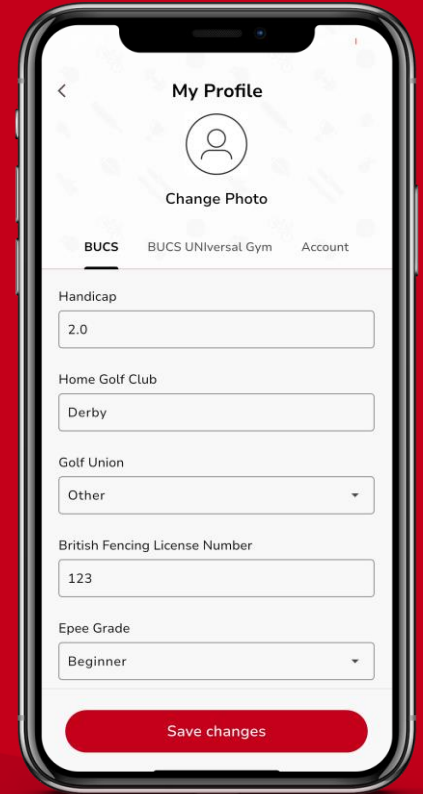 My Profile
Change Photo
BUCS BUCS UNIversal Gym Account
Handicap
2.0
Home Golf Club
Derby
Golf Union
Other
British Fencing License Number
123
Epee Grade
Beginner
Save changes